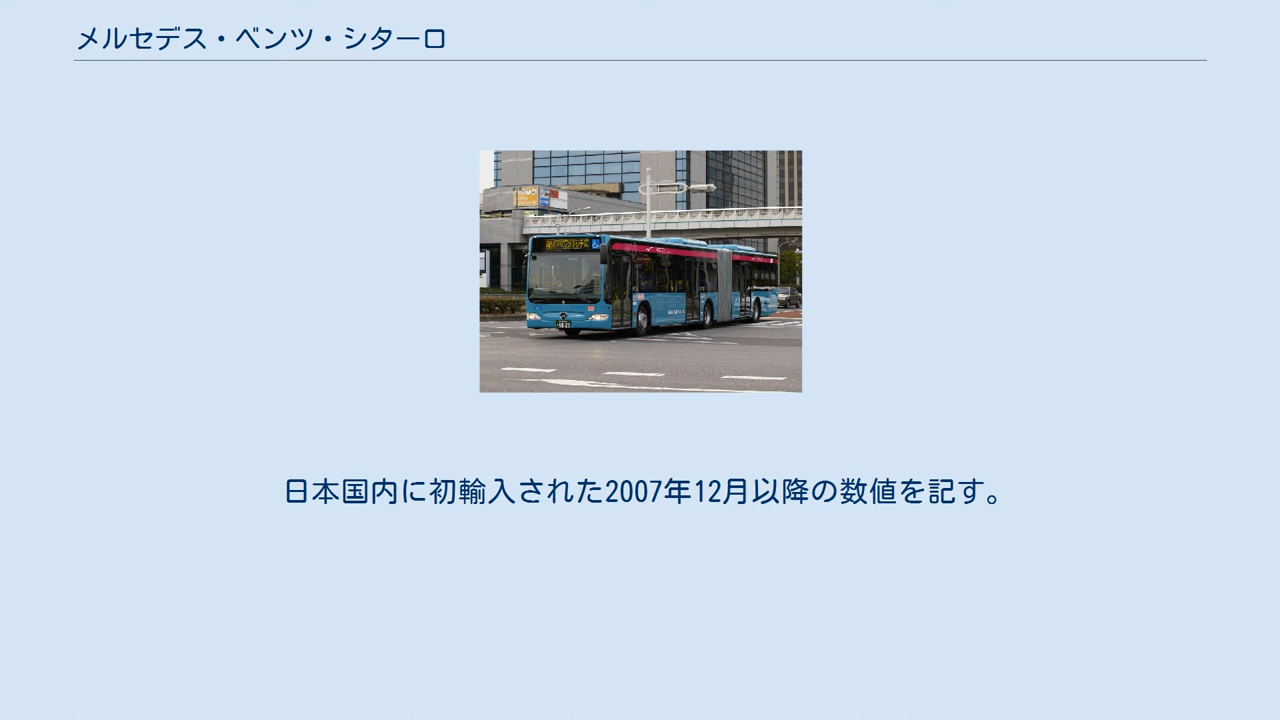 メルセデス・ベンツ・シターロ
日本国内に初輸入された2007年12月以降の数値を記す。